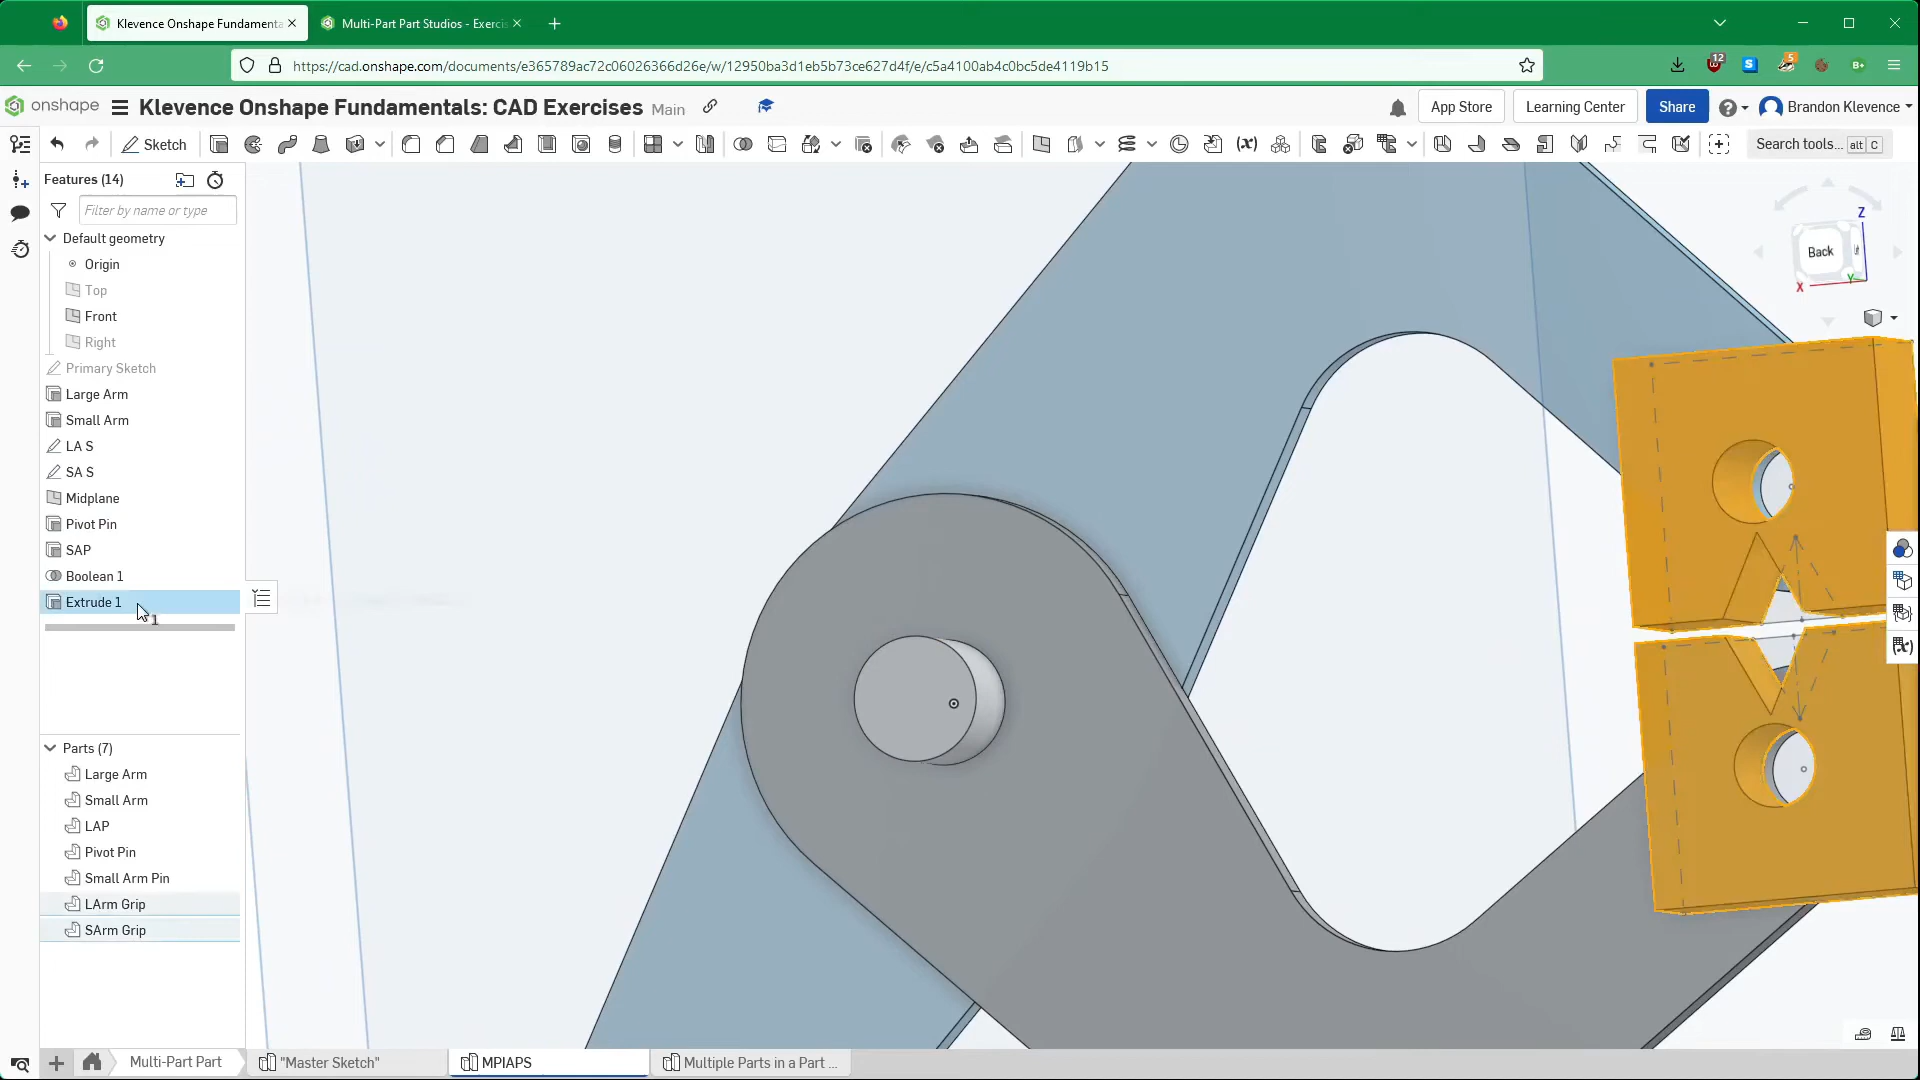 Klevence Onshape Fundamenta
Multi-Part Part Studios - Exerci
https://cad.onshape.com/documents/e365789ac72c06026366d26e/w/12950ba3d1eb5b73ce627d4f/e/c5a4100ab4c0bc5de4119b15
12
5
B+
onshape
Klevence Onshape Fundamentals: CAD Exercises
Main
App Store
Learning Center
Share
Brandon Klevence
Sketch
Search tools... alt C
Features (14)
Filter by name or type
Default geometry
Origin
Top
Front
Right
Primary Sketch
Large Arm
Small Arm
LA S
SA S
Midplane
Pivot Pin
SAP
Boolean 1
Extrude 1
1
Parts (7)
Large Arm
Small Arm
LAP
Pivot Pin
Small Arm Pin
LArm Grip
SArm Grip
Z
Back
X
Y
Multi-Part Part
"Master Sketch"
MPIAPS
Multiple Parts in a Part ...